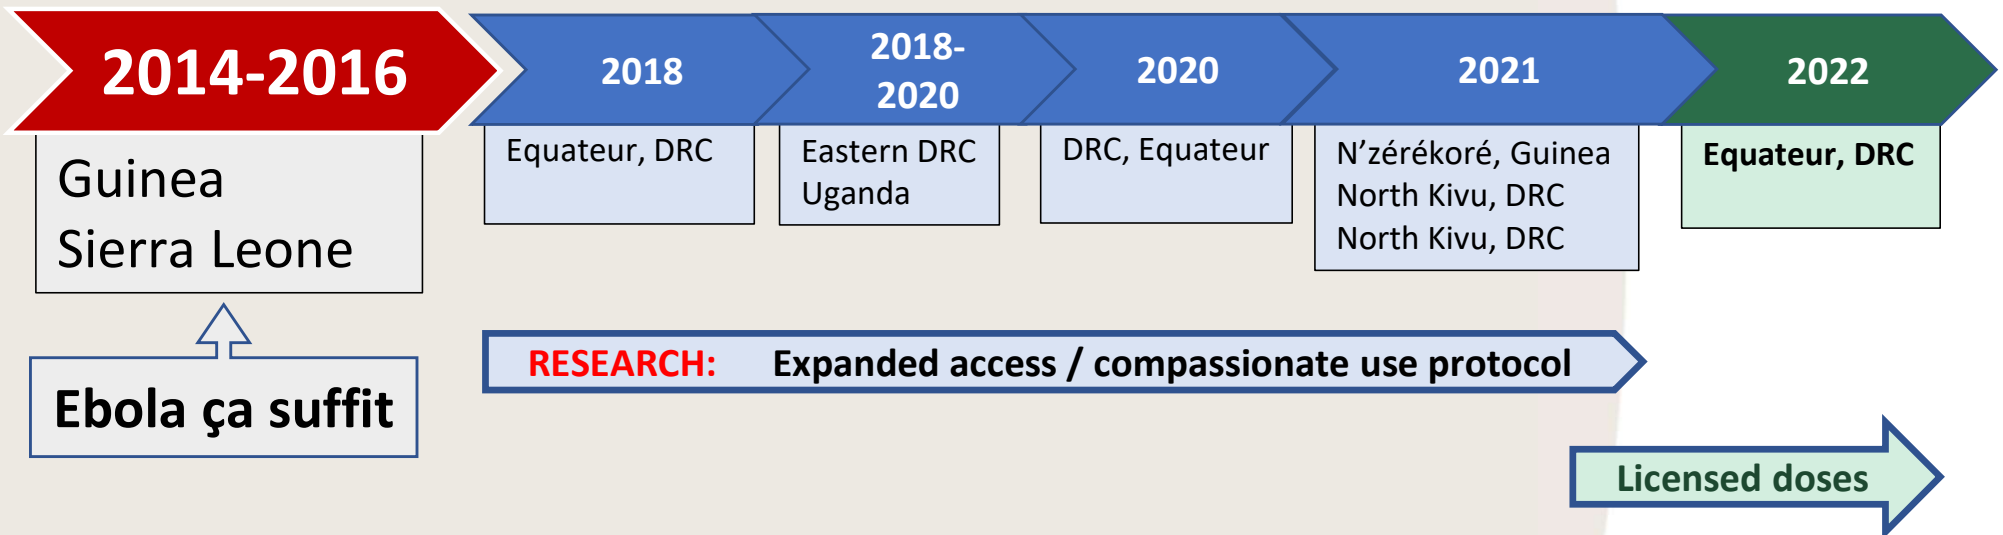 2014-2016
2018
2018-
2020
2020
2021
2022
Guinea
Sierra Leone
Equateur, DRC
Eastern DRC
Uganda
DRC, Equateur
N’zérékoré, Guinea
North Kivu, DRC
North Kivu, DRC
Equateur, DRC
RESEARCH: Expanded access / compassionate use protocol
Ebola ça suffit
Licensed doses